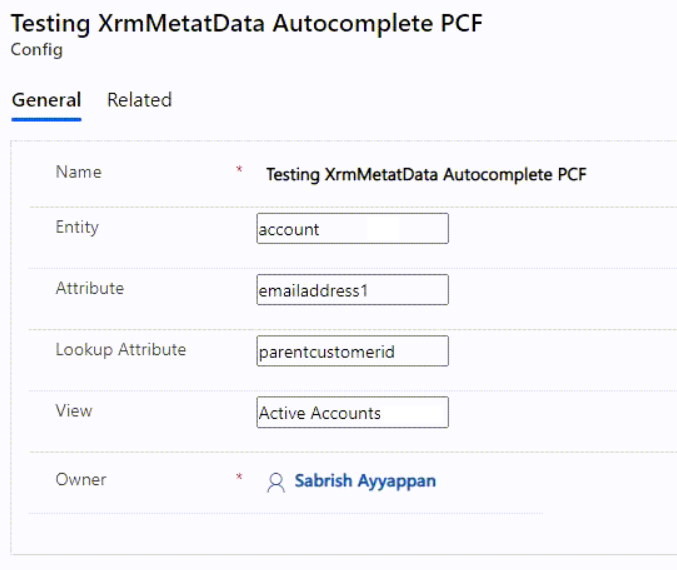 Testing XrmMetatData Autocomplete PCF
Config
General Related
Name * Testing XrmMetatData Autocomplete PCF
Entity account
Attribute emailaddress1
Lookup Attribute parentcustomerid
View Active Accounts
Owner * Sabrish Ayyappan